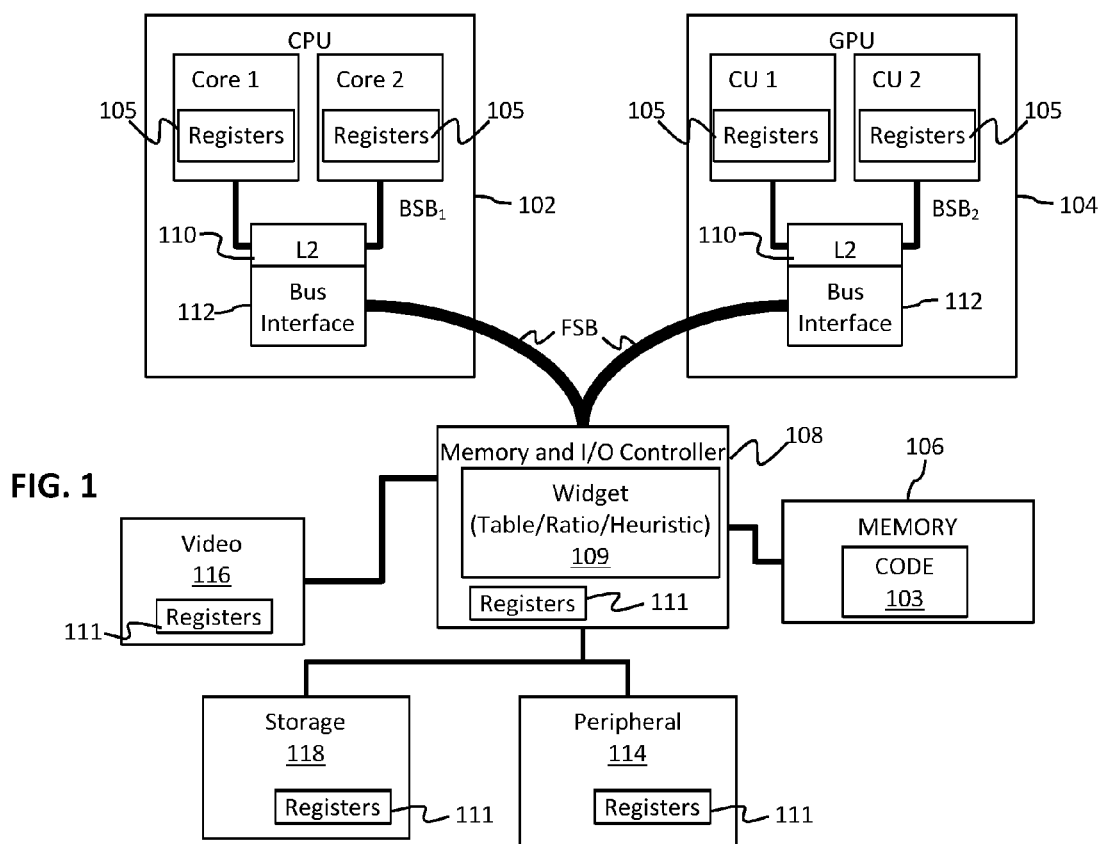 CPU
GPU
Core 1
Core 2
CU 1
CU 2
105
Registers
Registers
105
105
Registers
Registers
105
BSB1
102
BSB2
104
110
L2
110
L2
112
Bus
Interface
Bus
Interface
112
FSB
Memory and I/O Controller
108
106
FIG. 1
Widget
(Table/Ratio/Heuristic)
109
MEMORY
CODE
103
Video
116
Registers
111
Registers
111
Storage
118
Registers
111
Peripheral
114
Registers
111